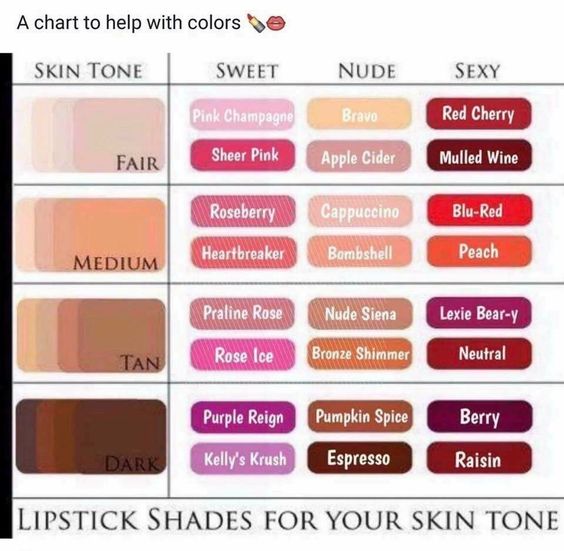 A chart to help with colors 💄👄
SKIN TONE SWEET NUDE SEXY
Pink Champagne Bravo Red Cherry
FAIR Sheer Pink Apple Cider Mulled Wine
Roseberry Cappuccino Blu-Red
MEDIUM Heartbreaker Bombshell Peach
Praline Rose Nude Siena Lexie Bear-y
TAN Rose Ice Bronze Shimmer Neutral
Purple Reign Pumpkin Spice Berry
DARK Kelly's Krush Espresso Raisin
LIPSTICK SHADES FOR YOUR SKIN TONE